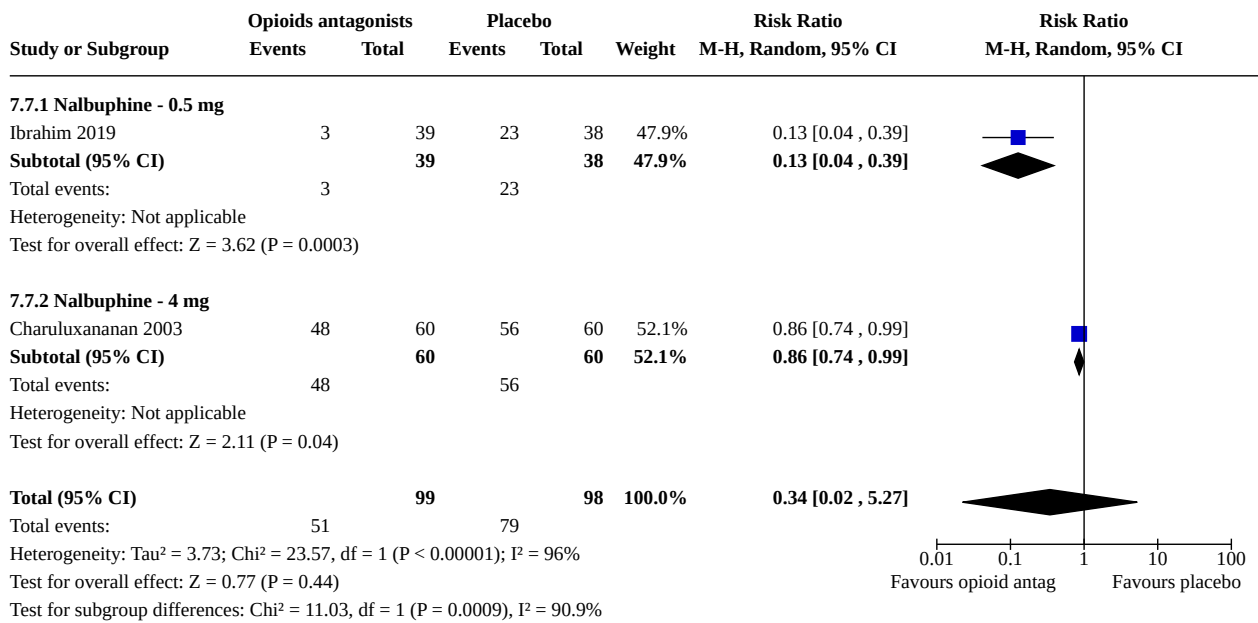 Opioids antagonists Placebo Risk Ratio Risk Ratio
Study or Subgroup Events Total Events Total Weight M-H, Random, 95% CI M-H, Random, 95% CI
7.7.1 Nalbuphine - 0.5 mg
Ibrahim 2019 3 39 23 38 47.9% 0.13 [0.04 , 0.39]
Subtotal (95% CI) 39 38 47.9% 0.13 [0.04 , 0.39]
Total events: 3 23
Heterogeneity: Not applicable
Test for overall effect: Z = 3.62 (P = 0.0003)
7.7.2 Nalbuphine - 4 mg
Charuluxananan 2003 48 60 56 60 52.1% 0.86 [0.74 , 0.99]
Subtotal (95% CI) 60 60 52.1% 0.86 [0.74 , 0.99]
Total events: 48 56
Heterogeneity: Not applicable
Test for overall effect: Z = 2.11 (P = 0.04)
Total (95% CI) 99 98 100.0% 0.34 [0.02 , 5.27]
Total events: 51 79
Heterogeneity: Tau² = 3.73; Chi² = 23.57, df = 1 (P < 0.00001); I² = 96%
0.01 0.1 1 10 100
Test for overall effect: Z = 0.77 (P = 0.44) Favours opioid antag Favours placebo
Test for subgroup differences: Chi² = 11.03, df = 1 (P = 0.0009), I² = 90.9%